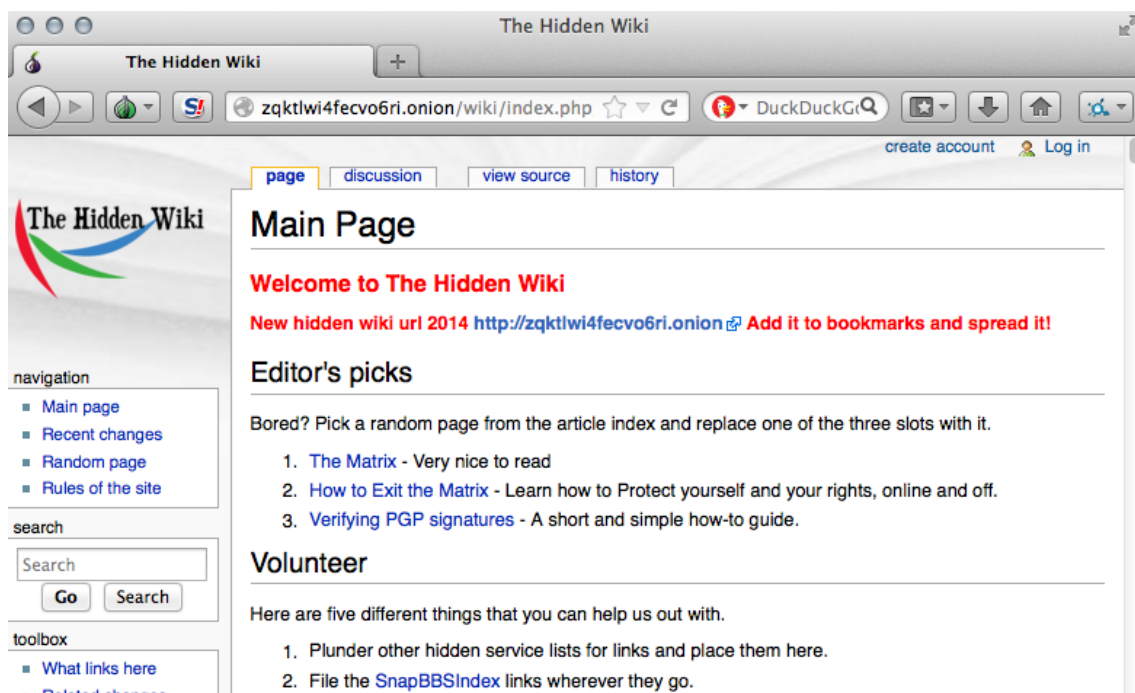 The Hidden Wiki
The Hidden Wiki
zqktlwi4fecvo6ri.onion/wiki/index.php
DuckDuckG
create account
Log in
page
discussion
view source
history
The Hidden Wiki
Main Page
Welcome to The Hidden Wiki
New hidden wiki url 2014 http://zqktlwi4fecvo6ri.onion Add it to bookmarks and spread it!
Editor's picks
Bored? Pick a random page from the article index and replace one of the three slots with it.
1. The Matrix - Very nice to read
2. How to Exit the Matrix - Learn how to Protect yourself and your rights, online and off.
3. Verifying PGP signatures - A short and simple how-to guide.
Volunteer
Here are five different things that you can help us out with.
1. Plunder other hidden service lists for links and place them here.
2. File the SnapBBSIndex links wherever they go.
navigation
Main page
Recent changes
Random page
Rules of the site
search
Search
Go
Search
toolbox
What links here